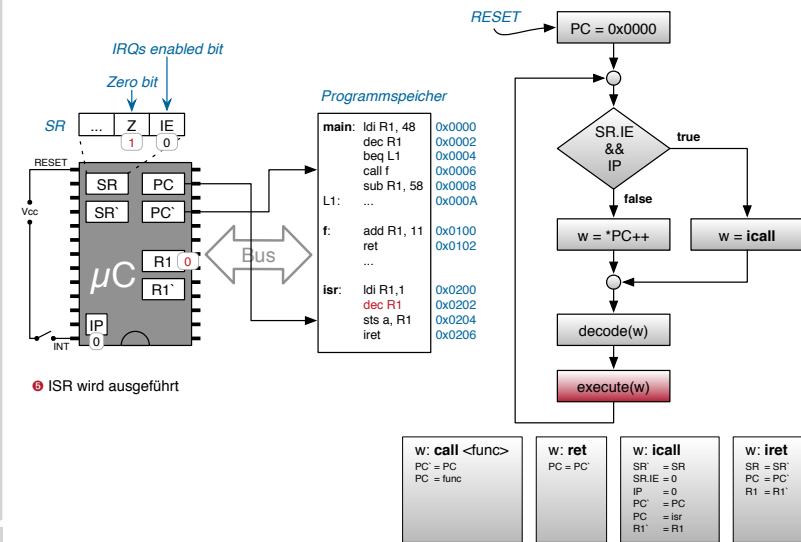 RESET
PC = 0x0000
IRQs enabled bit
Zero bit
SR
... Z IE
1 0
Programmspeicher
main: ldi R1, 48 0x0000
dec R1 0x0002
beq L1 0x0004
call f 0x0006
sub R1, 58 0x0008
L1: ... 0x000A
f: add R1, 11 0x0100
ret 0x0102
...
isr: ldi R1,1 0x0200
dec R1 0x0202
sts a, R1 0x0204
iret 0x0206
RESET
Vcc
INT
SR PC
SR` PC`
R1 0
R1`
µC
IP
0
Bus
❺ ISR wird ausgeführt
SR.IE
&&
IP
true
false
w = *PC++
w = icall
decode(w)
execute(w)
w: call <func>
PC` = PC
PC = func
w: ret
PC = PC`
w: icall
SR` = SR
SR.IE = 0
IP = 0
PC` = PC
PC = isr
R1` = R1
w: iret
SR = SR`
PC = PC`
R1 = R1`